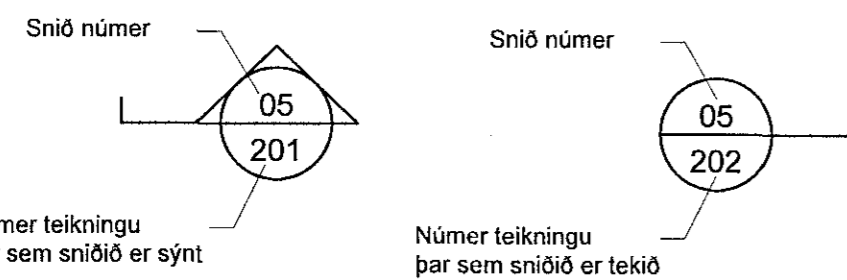 Snið númer
05
201
mer teikningu
sem sniðið er sýnt
Snið númer
05
202
Númer teikningu
þar sem sniðið er tekið